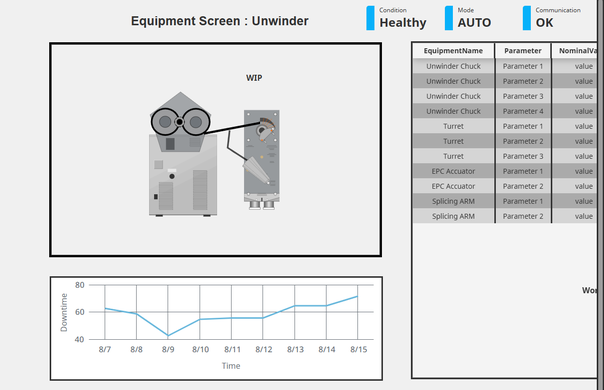 Equipment Screen : Unwinder
Condition
Healthy
Mode
AUTO
Communication
OK
WIP
EquipmentName Parameter NominalVa
Unwinder Chuck Parameter 1 value
Unwinder Chuck Parameter 2 value
Unwinder Chuck Parameter 3 value
Unwinder Chuck Parameter 4 value
Turret Parameter 1 value
Turret Parameter 2 value
Turret Parameter 3 value
EPC Accuator Parameter 1 value
EPC Accuator Parameter 2 value
Splicing ARM Parameter 1 value
Splicing ARM Parameter 2 value
Wor
80
60
40
Downtime
8/7 8/8 8/9 8/10 8/11 8/12 8/13 8/14 8/15
Time